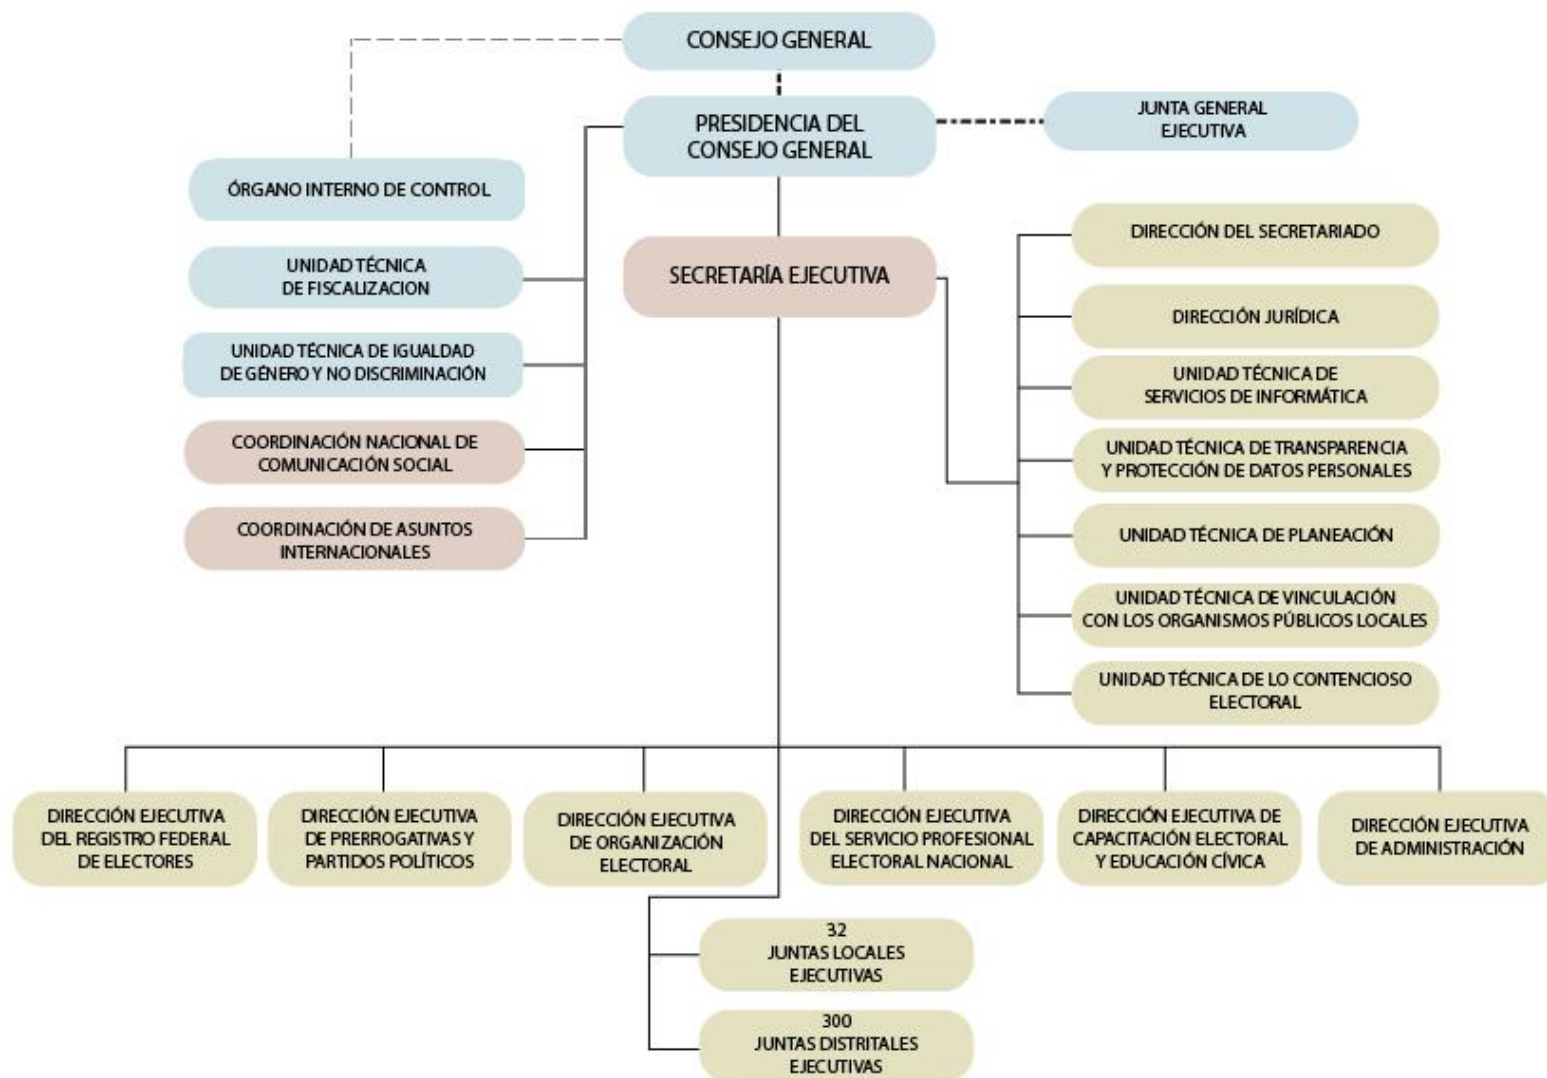 CONSEJO GENERAL
PRESIDENCIA DEL
CONSEJO GENERAL
JUNTA GENERAL
EJECUTIVA
ÓRGANO INTERNO DE CONTROL
UNIDAD TÉCNICA
DE FISCALIZACION
UNIDAD TÉCNICA DE IGUALDAD
DE GÉNERO Y NO DISCRIMINACIÓN
COORDINACIÓN NACIONAL DE
COMUNICACIÓN SOCIAL
COORDINACIÓN DE ASUNTOS
INTERNACIONALES
SECRETARÍA EJECUTIVA
DIRECCIÓN DEL SECRETARIADO
DIRECCIÓN JURÍDICA
UNIDAD TÉCNICA DE
SERVICIOS DE INFORMÁTICA
UNIDAD TÉCNICA DE TRANSPARENCIA
Y PROTECCIÓN DE DATOS PERSONALES
UNIDAD TÉCNICA DE PLANEACIÓN
UNIDAD TÉCNICA DE VINCULACIÓN
CON LOS ORGANISMOS PÚBLICOS LOCALES
UNIDAD TÉCNICA DE LO CONTENCIOSO
ELECTORAL
DIRECCIÓN EJECUTIVA
DEL REGISTRO FEDERAL
DE ELECTORES
DIRECCIÓN EJECUTIVA
DE PRERROGATIVAS Y
PARTIDOS POLÍTICOS
DIRECCIÓN EJECUTIVA
DE ORGANIZACIÓN
ELECTORAL
DIRECCIÓN EJECUTIVA
DEL SERVICIO PROFESIONAL
ELECTORAL NACIONAL
DIRECCIÓN EJECUTIVA DE
CAPACITACIÓN ELECTORAL
Y EDUCACIÓN CÍVICA
DIRECCIÓN EJECUTIVA
DE ADMINISTRACIÓN
32
JUNTAS LOCALES
EJECUTIVAS
300
JUNTAS DISTRITALES
EJECUTIVAS